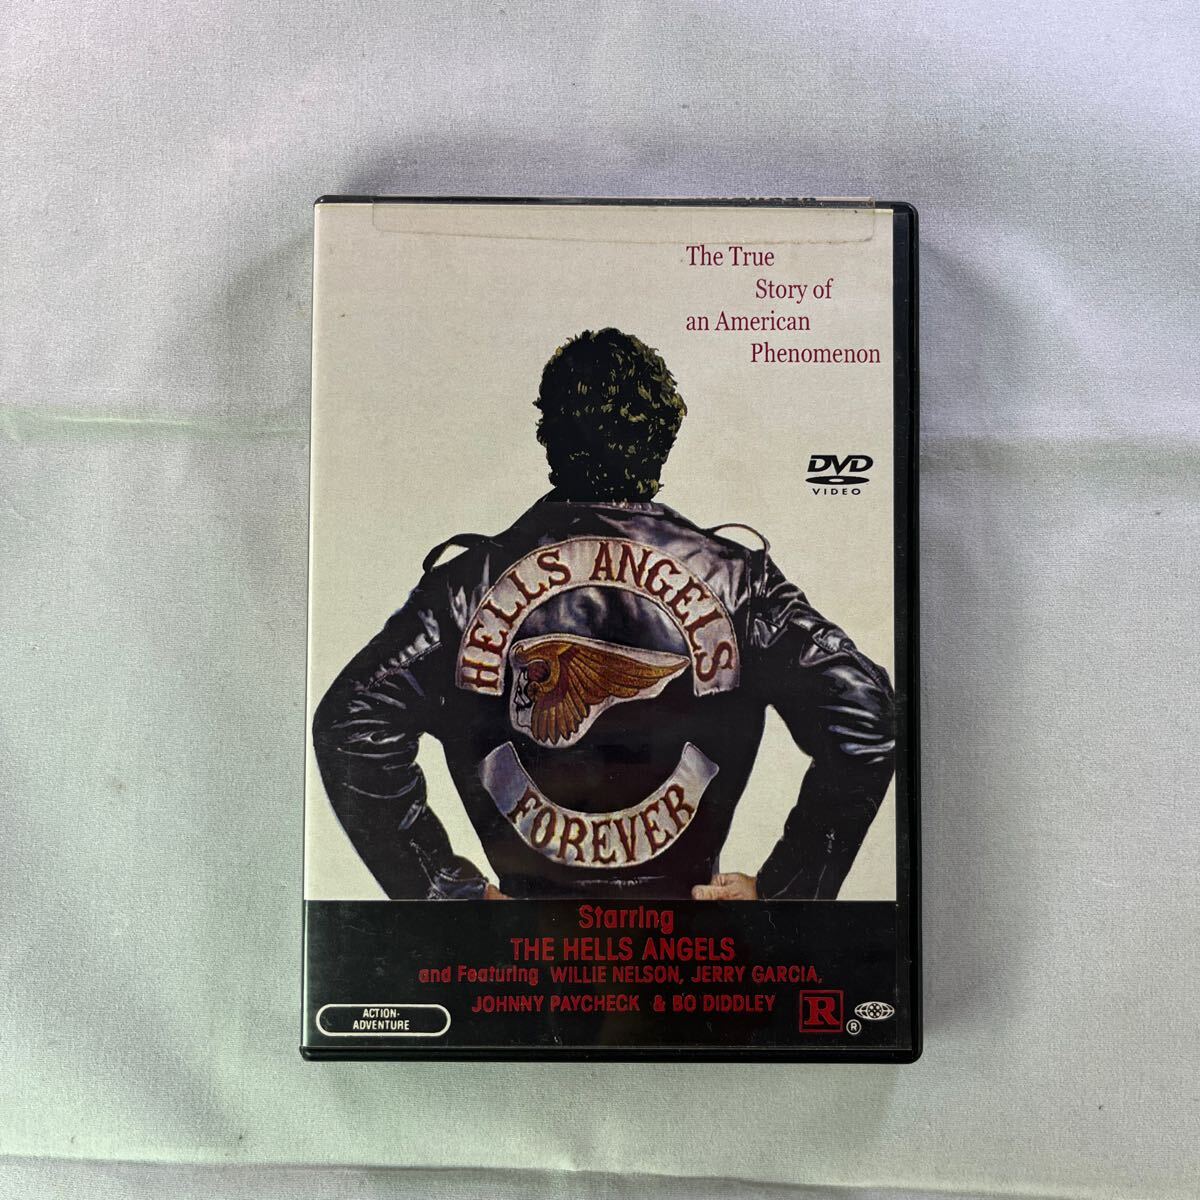 The True
Story of
an American
Phenomenon
DVD
VIDEO
HELLS ANGELS
FOREVER
Starring
THE HELLS ANGELS
and Featuring WILLIE NELSON, JERRY GARCIA,
JOHNNY PAYCHECK & BO DIDDLEY
R
®
ACTION-
ADVENTURE